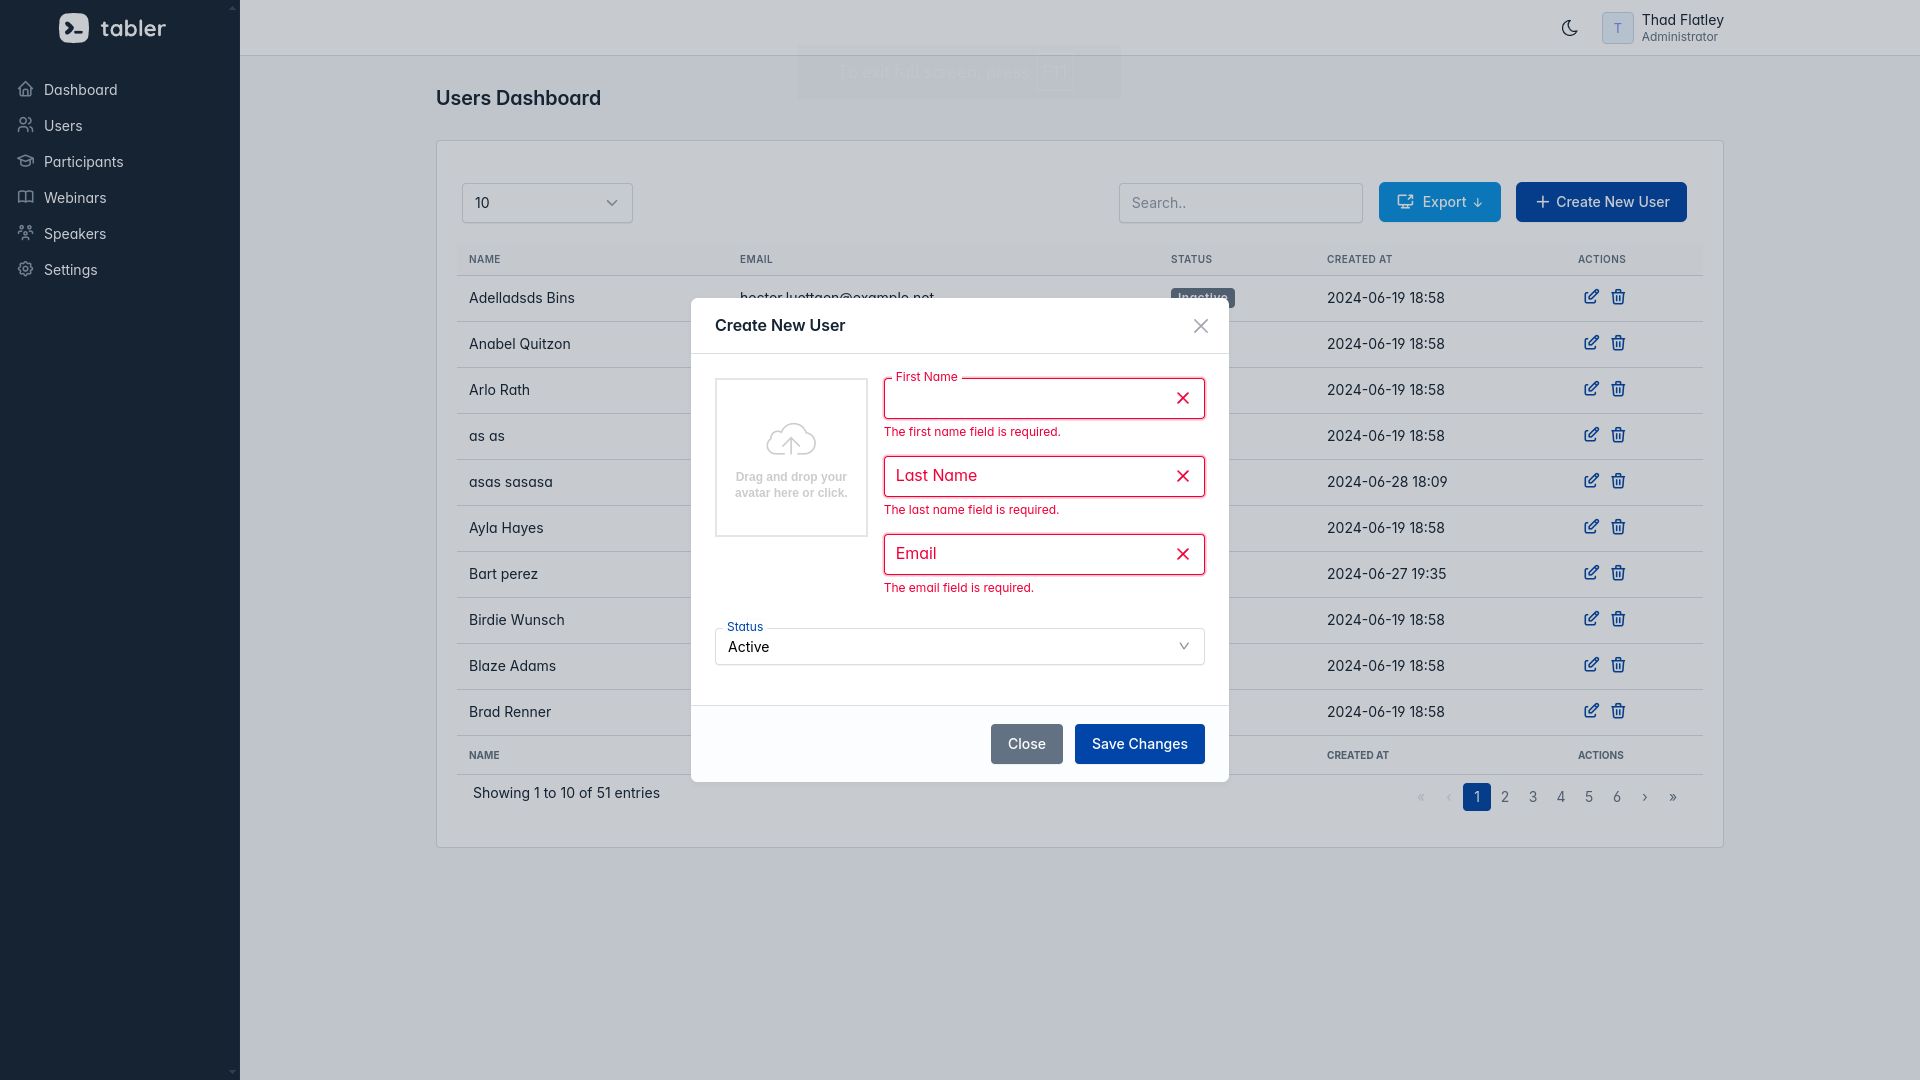 tabler
Dashboard
Users
Participants
Webinars
Speakers
Settings
T
Thad Flatley
Administrator
To exit full screen, press F11
Users Dashboard
10
Search..
Export ↓
Create New User
NAME EMAIL STATUS CREATED AT ACTIONS
Adelladsds Bins hector.luettgen@example.net Inactive 2024-06-19 18:58
Anabel Quitzon 2024-06-19 18:58
Arlo Rath 2024-06-19 18:58
as as 2024-06-19 18:58
asas sasasa 2024-06-28 18:09
Ayla Hayes 2024-06-19 18:58
Bart perez 2024-06-27 19:35
Birdie Wunsch 2024-06-19 18:58
Blaze Adams 2024-06-19 18:58
Brad Renner 2024-06-19 18:58
NAME CREATED AT ACTIONS
Showing 1 to 10 of 51 entries
« ‹ 1 2 3 4 5 6 › »
Create New User
Drag and drop your
avatar here or click.
First Name
The first name field is required.
Last Name
The last name field is required.
Email
The email field is required.
Status
Active
Close
Save Changes